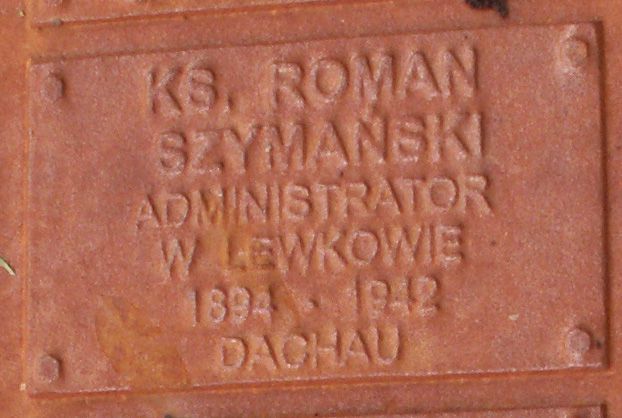 KS. ROMAN
SZYMAŃSKI
ADMINISTRATOR
W LEWKOWIE
1894 - 1942
DACHAU